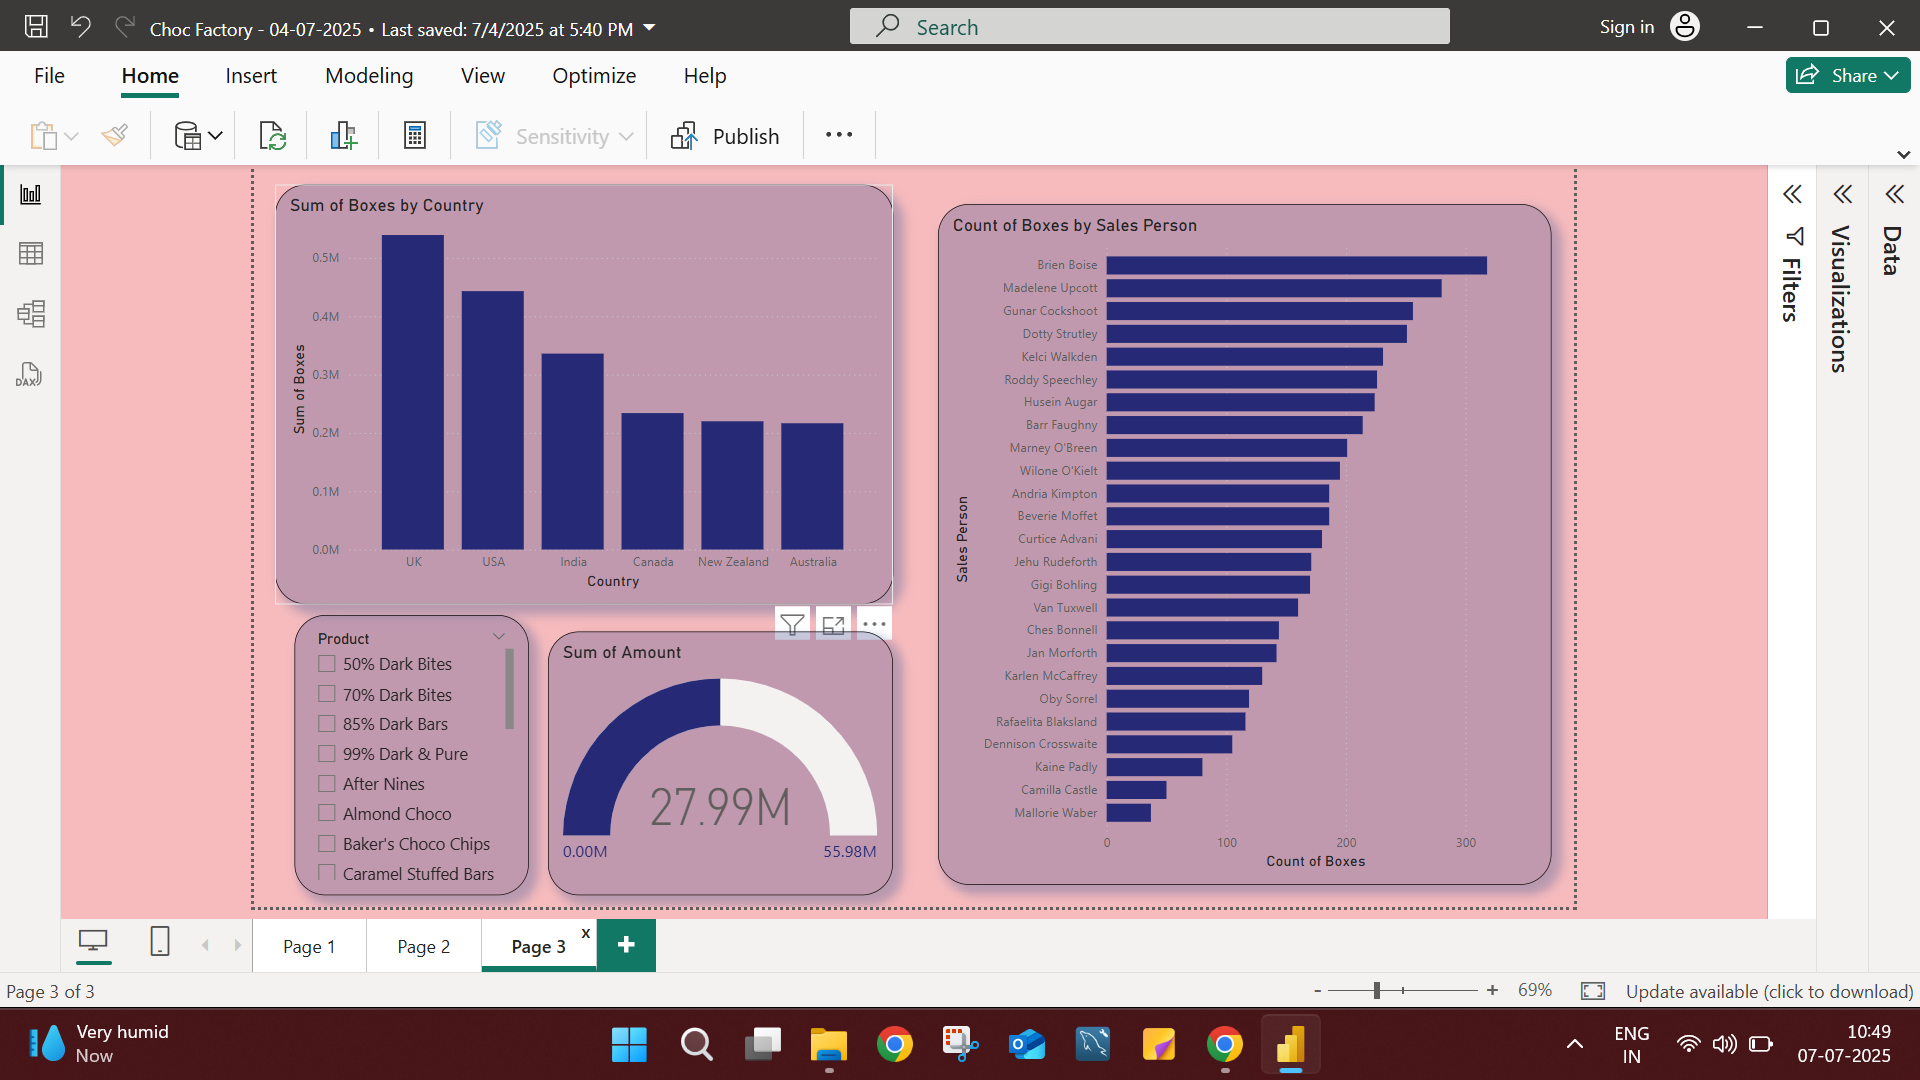 Choc Factory - 04-07-2025 • Last saved: 7/4/2025 at 5:40 PM
Search
Sign in
File
Home
Insert
Modeling
View
Optimize
Help
Share
Sensitivity
Publish
DAX
Sum of Boxes by Country
Sum of Boxes
0.5M
0.4M
0.3M
0.2M
0.1M
0.0M
UK
USA
India
Canada
New Zealand
Australia
Country
Product
50% Dark Bites
70% Dark Bites
85% Dark Bars
99% Dark & Pure
After Nines
Almond Choco
Baker's Choco Chips
Caramel Stuffed Bars
Sum of Amount
27.99M
0.00M
55.98M
Count of Boxes by Sales Person
Sales Person
Brien Boise
Madelene Upcott
Gunar Cockshoot
Dotty Strutley
Kelci Walkden
Roddy Speechley
Husein Augar
Barr Faughny
Marney O'Breen
Wilone O'Kielt
Andria Kimpton
Beverie Moffet
Curtice Advani
Jehu Rudeforth
Gigi Bohling
Van Tuxwell
Ches Bonnell
Jan Morforth
Karlen McCaffrey
Oby Sorrel
Rafaelita Blaksland
Dennison Crosswaite
Kaine Padly
Camilla Castle
Mallorie Waber
0
100
200
300
Count of Boxes
Filters
Visualizations
Data
Page 1
Page 2
Page 3
x
Page 3 of 3
69%
Update available (click to download)
Very humid
Now
ENG
IN
10:49
07-07-2025